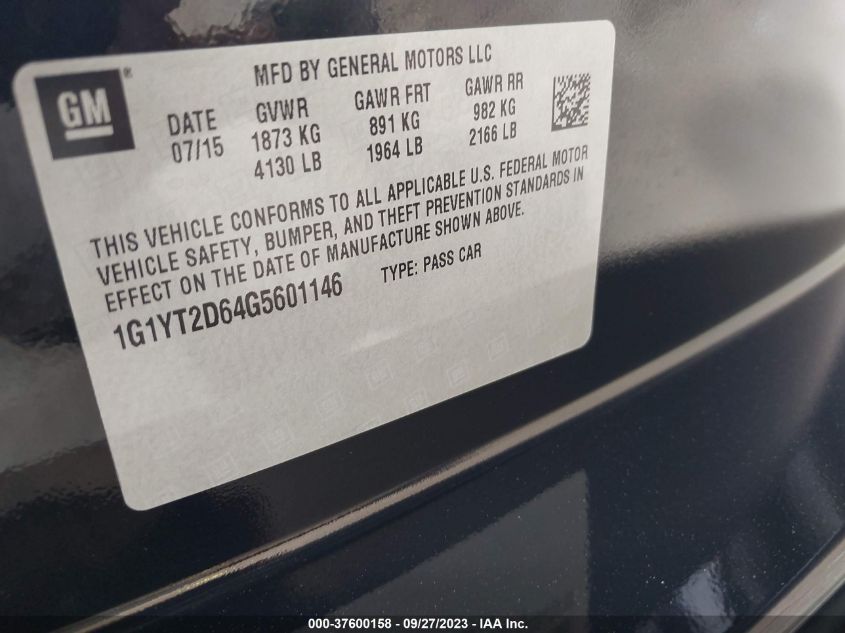 GM ®
MFD BY GENERAL MOTORS LLC
DATE GVWR GAWR FRT GAWR RR
07/15 1873 KG 891 KG 982 KG
4130 LB 1964 LB 2166 LB
THIS VEHICLE CONFORMS TO ALL APPLICABLE U.S. FEDERAL MOTOR
VEHICLE SAFETY, BUMPER, AND THEFT PREVENTION STANDARDS IN
EFFECT ON THE DATE OF MANUFACTURE SHOWN ABOVE.
1G1YT2D64G5601146 TYPE: PASS CAR
000-37600158 - 09/27/2023 - IAA Inc.